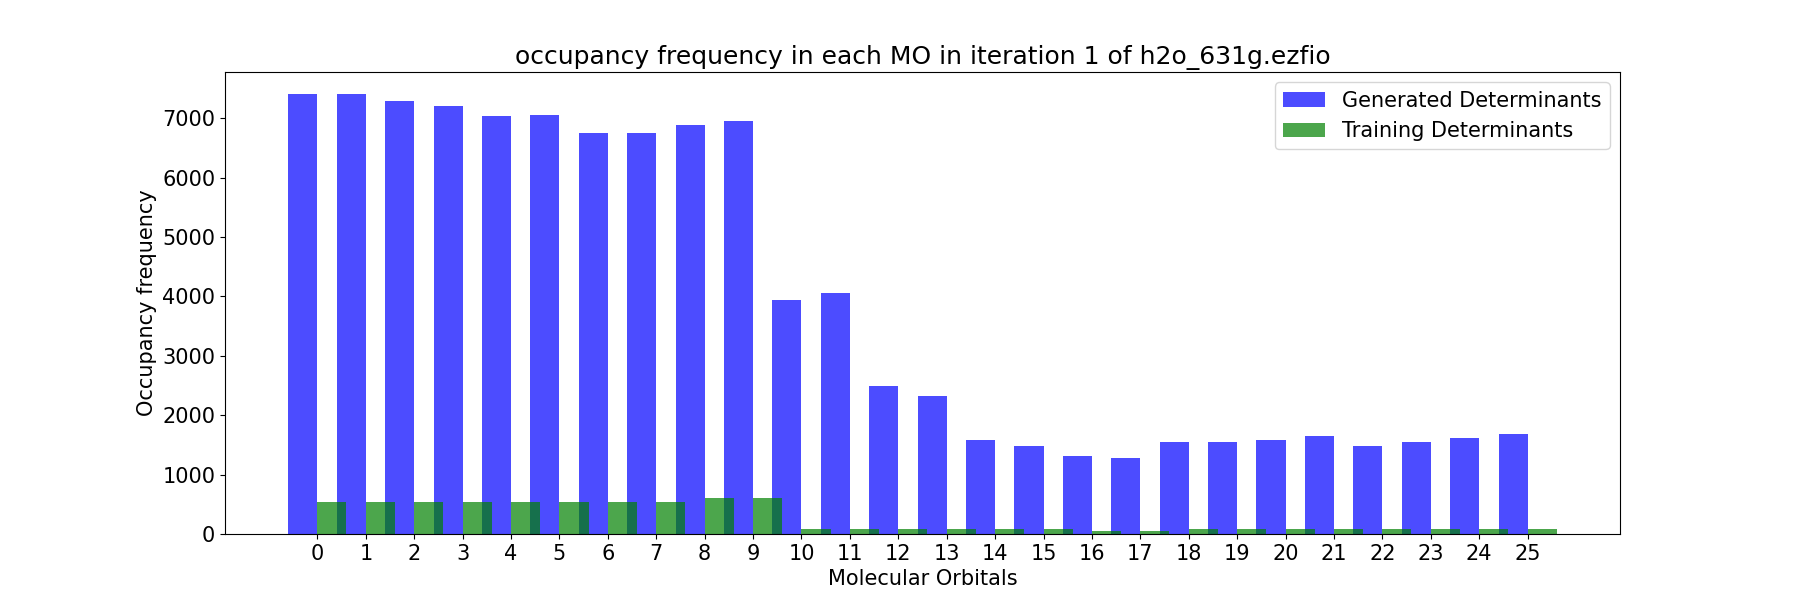 occupancy frequency in each MO in iteration 1 of h2o_631g.ezfio
Generated Determinants
Training Determinants
Occupancy frequency
7000
6000
5000
4000
3000
2000
1000
0
0 1 2 3 4 5 6 7 8 9 10 11 12 13 14 15 16 17 18 19 20 21 22 23 24 25
Molecular Orbitals